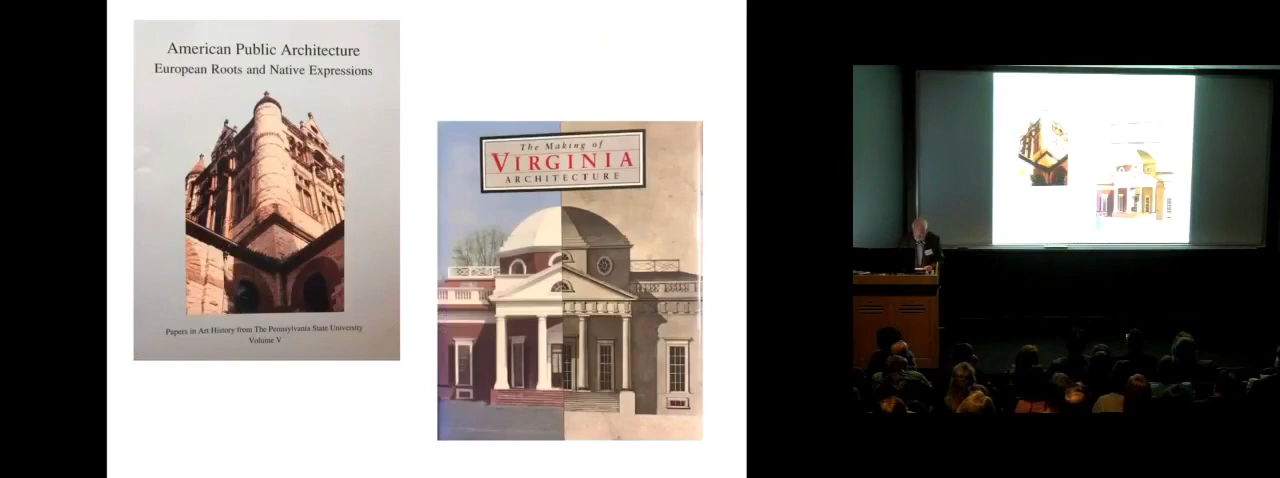 American Public Architecture
European Roots and Native Expressions
Papers in Art History from The Pennsylvania State University
Volume V
The Making of
VIRGINIA
ARCHITECTURE